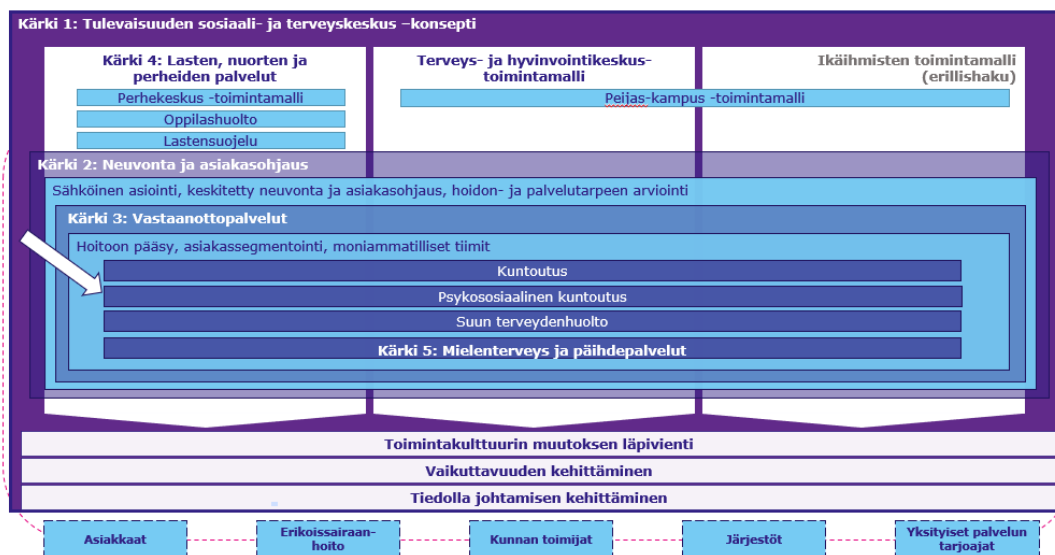 Kärki 1: Tulevaisuuden sosiaali- ja terveyskeskus –konsepti
Kärki 4: Lasten, nuorten ja
perheiden palvelut
Perhekeskus -toimintamalli
Oppilashuolto
Lastensuojelu
Terveys- ja hyvinvointikeskus-
toimintamalli
Ikäihmisten toimintamalli
(erillishaku)
Peijas-kampus -toimintamalli
Kärki 2: Neuvonta ja asiakasohjaus
Sähköinen asiointi, keskitetty neuvonta ja asiakasohjaus, hoidon- ja palvelutarpeen arviointi
Kärki 3: Vastaanottopalvelut
Hoitoon pääsy, asiakassegmentointi, moniammatilliset tiimit
Kuntoutus
Psykososiaalinen kuntoutus
Suun terveydenhuolto
Kärki 5: Mielenterveys ja päihdepalvelut
Toimintakulttuurin muutoksen läpivienti
Vaikuttavuuden kehittäminen
Tiedolla johtamisen kehittäminen
Asiakkaat
Erikoissairaan-
hoito
Kunnan toimijat
Järjestöt
Yksityiset palvelun
tarjoajat